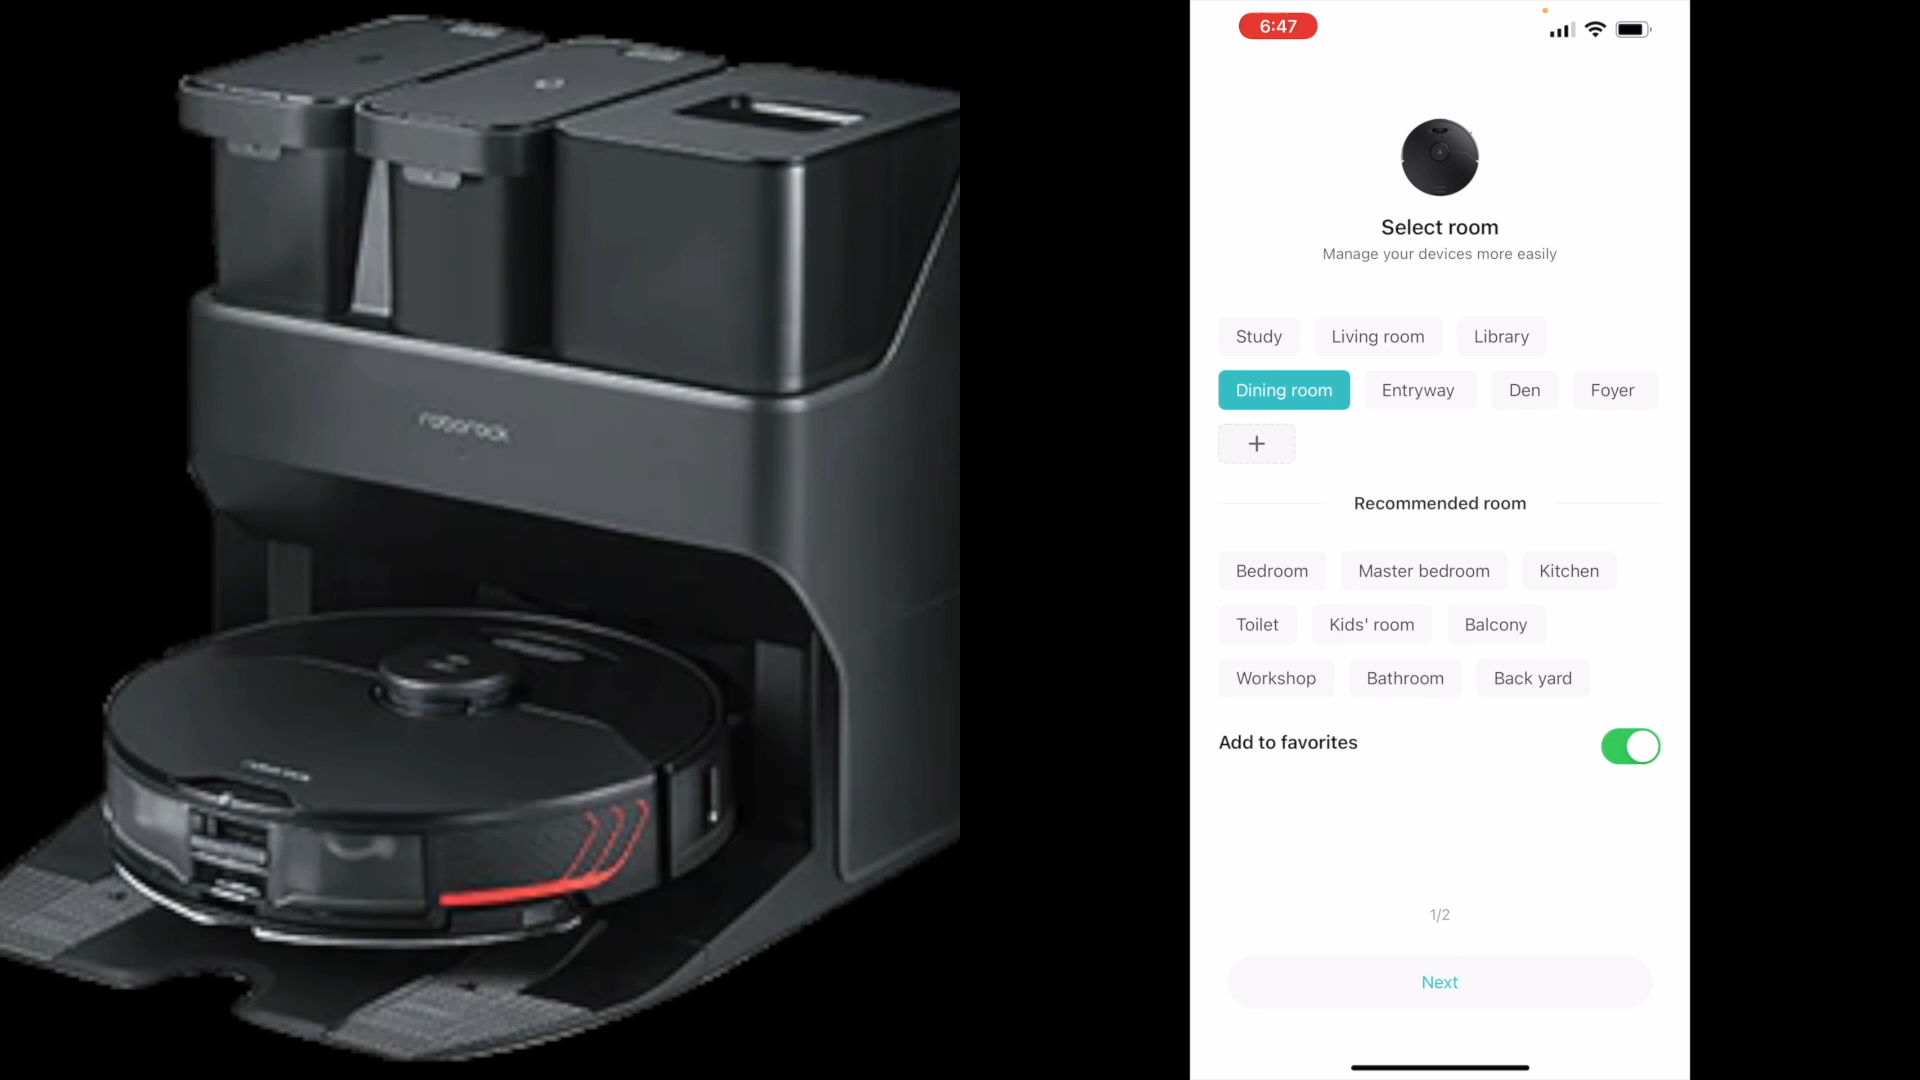 roborock
roborock
6:47
Select room
Manage your devices more easily
Study Living room Library
Dining room Entryway Den Foyer
+
Recommended room
Bedroom Master bedroom Kitchen
Toilet Kids' room Balcony
Workshop Bathroom Back yard
Add to favorites
1/2
Next